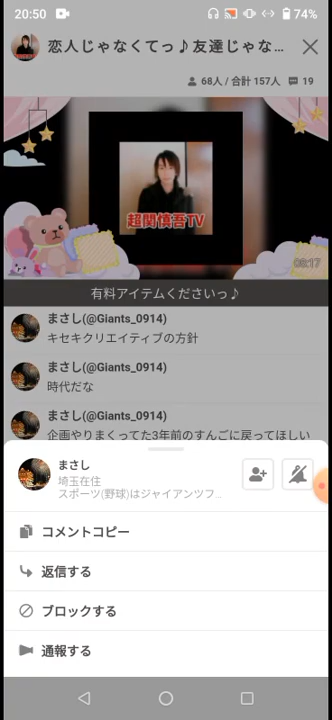 20:50
74%
恋人じゃなくてっ♪友達じゃな...
68人 / 合計 157人 19
超関慎吾TV
08:17
有料アイテムくださいっ♪
まさし(@Giants_0914)
キセキクリエイティブの方針
まさし(@Giants_0914)
時代だな
まさし(@Giants_0914)
企画やりまくってた3年前のすんごに戻ってほしい
まさし
埼玉在住
スポーツ(野球)はジャイアンツフ...
コメントコピー
返信する
ブロックする
通報する